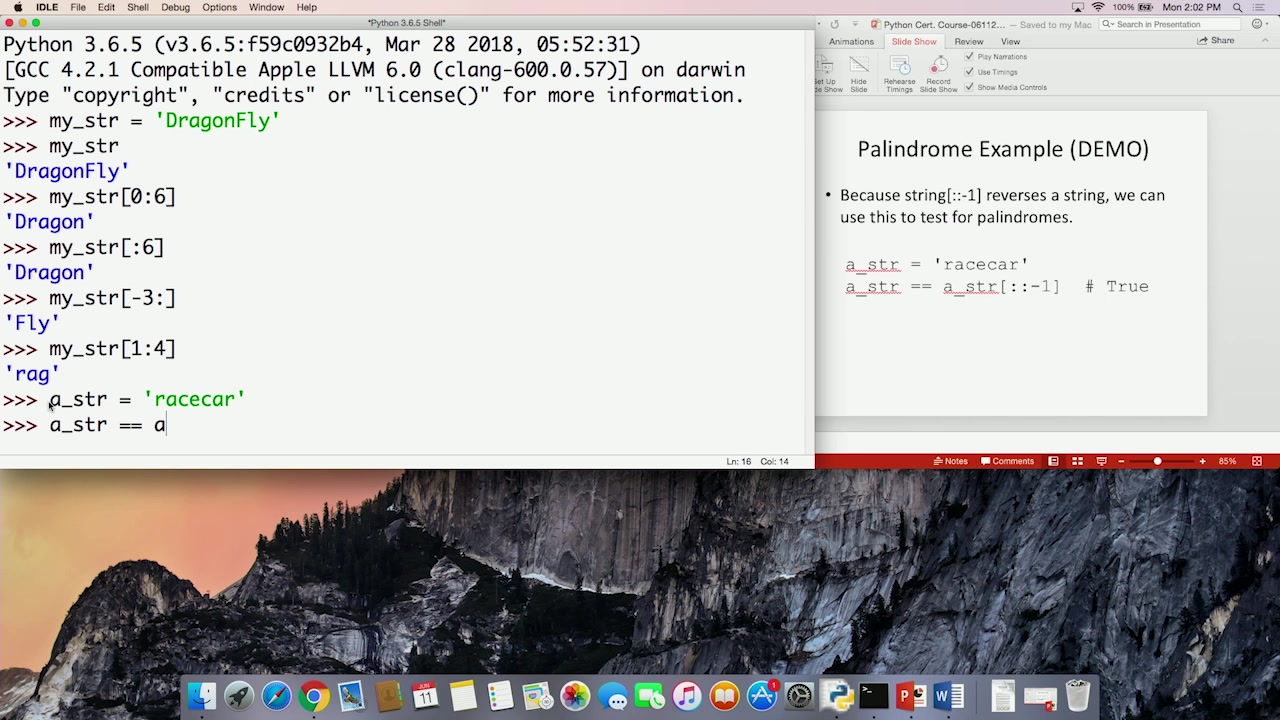 IDLE File Edit Shell Debug Options Window Help 100% Mon 2:02 PM
*Python 3.6.5 Shell*
Python 3.6.5 (v3.6.5:f59c0932b4, Mar 28 2018, 05:52:31)
[GCC 4.2.1 Compatible Apple LLVM 6.0 (clang-600.0.57)] on darwin
Type "copyright", "credits" or "license()" for more information.
>>> my_str = 'DragonFly'
>>> my_str
'DragonFly'
>>> my_str[0:6]
'Dragon'
>>> my_str[:6]
'Dragon'
>>> my_str[-3:]
'Fly'
>>> my_str[1:4]
'rag'
>>> a_str = 'racecar'
>>> a_str == a
Ln: 16 Col: 14
Python Cert. Course-06112... — Saved to my Mac
Search in Presentation
Animations Slide Show Review View Share
Set Up
Slide Show
Hide
Slide
Rehearse
Timings
Record
Slide Show
Play Narrations
Use Timings
Show Media Controls
Palindrome Example (DEMO)
• Because string[::-1] reverses a string, we can
use this to test for palindromes.
a_str = 'racecar'
a_str == a_str[::-1] # True
Notes Comments 85%
JUN
11
1